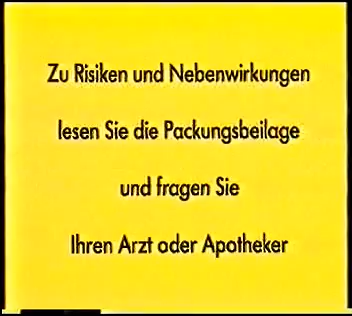 Zu Risiken und Nebenwirkungen
lesen Sie die Packungsbeilage
und fragen Sie
Ihren Arzt oder Apotheker